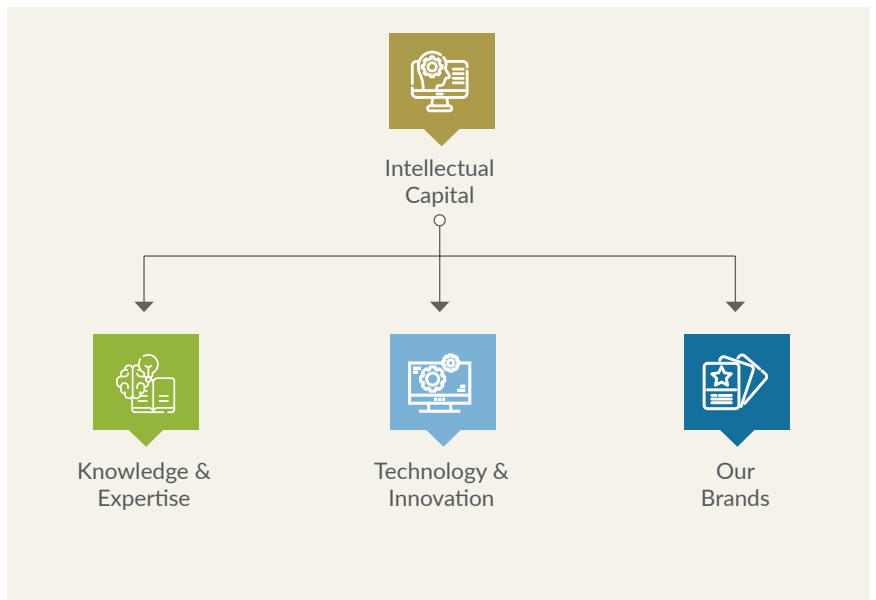 Intellectual
Capital
Knowledge &
Expertise
Technology &
Innovation
Our
Brands